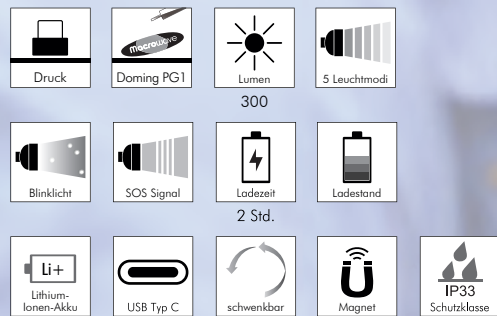 macrowave
Druck
Doming PG1
Lumen
5 Leuchtmodi
300
Blinklicht
SOS Signal
Ladezeit
Ladestand
2 Std.
Li+
Lithium-
Ionen-Akku
USB Typ C
schwenkbar
Magnet
IP33
Schutzklasse